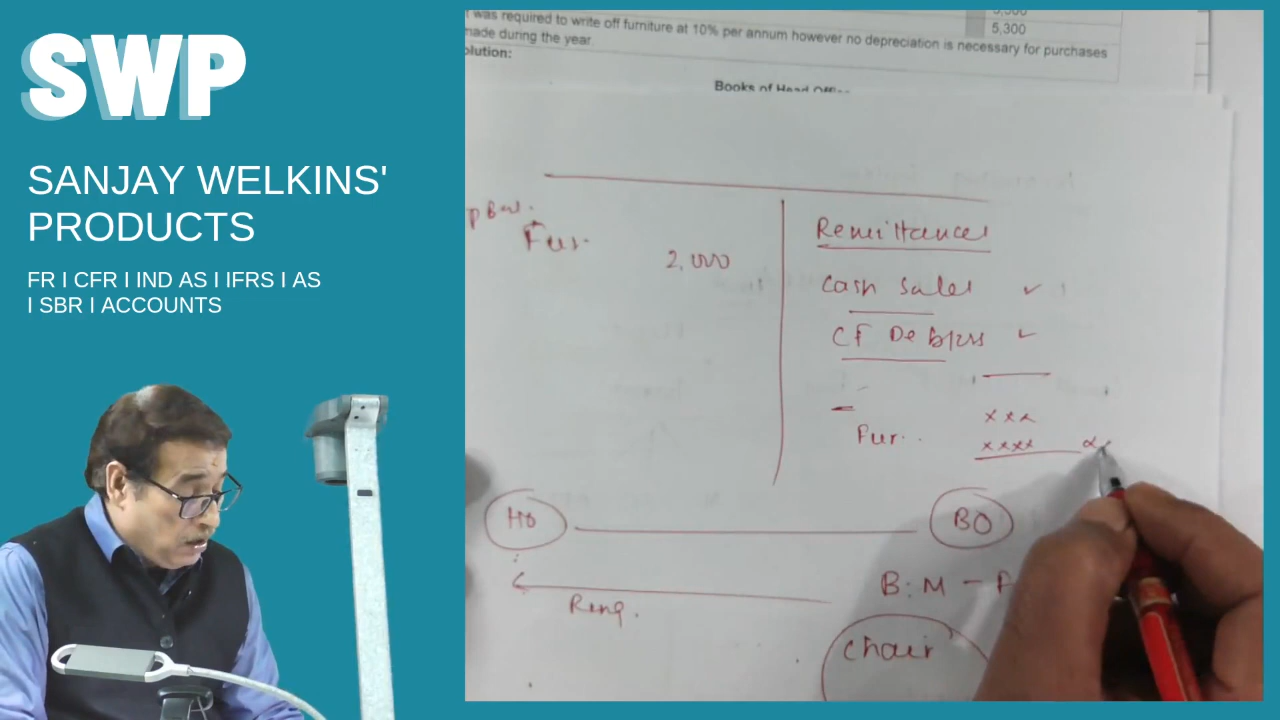 SWP
SANJAY WELKINS'
PRODUCTS
FR I CFR I IND AS I IFRS I AS
I SBR I ACCOUNTS
5,300
was required to write off furniture at 10% per annum however no depreciation is necessary for purchases
made during the year
olution:
Books of Head Office
Remittances
Fur.
2,000
Cash Sales ✓
CF Debtors ✓
xxx
Fur.. xxxx
HO
BO
B.M -
Chair